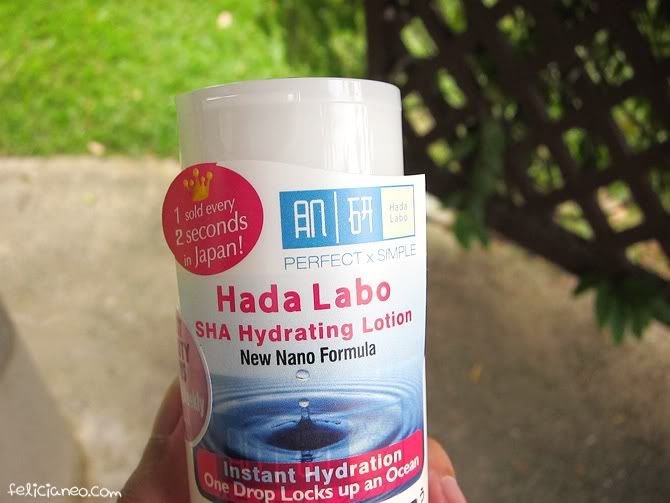 1 sold every
2 seconds
in Japan!
肌 研
Hada
Labo
PERFECT x SIMPLE
Hada Labo
SHA Hydrating Lotion
New Nano Formula
Instant Hydration
One Drop Locks up an Ocean
felicianeo.com